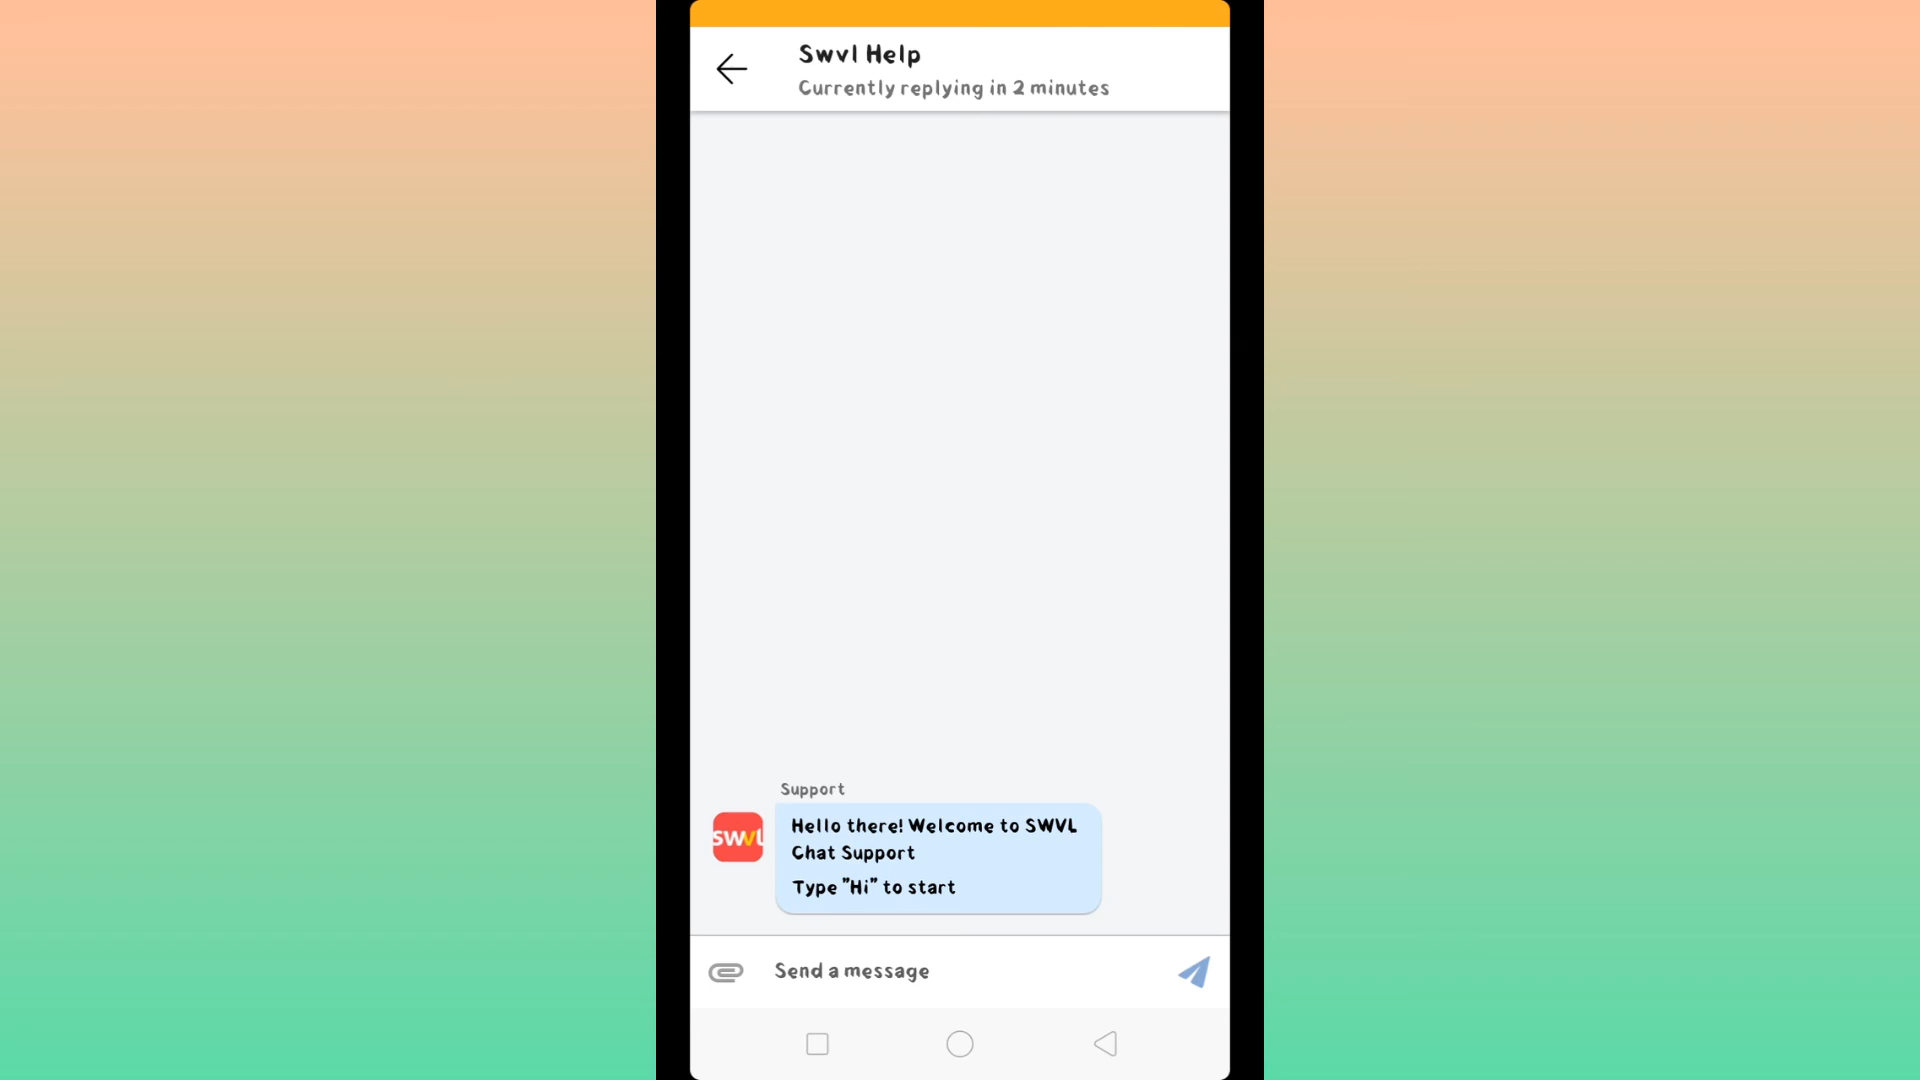 Swvl Help
Currently replying in 2 minutes
Support
swvl
Hello there! Welcome to SWVL
Chat Support
Type "Hi" to start
Send a message